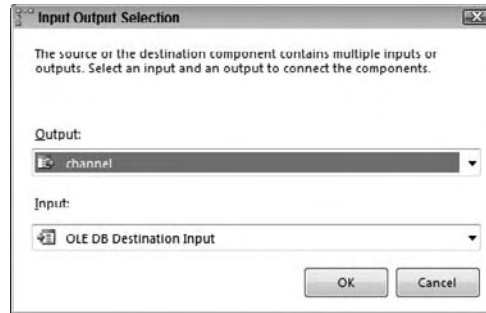 Input Output Selection
The source or the destination component contains multiple inputs or
outputs. Select an input and an output to connect the components.
Output:
channel
Input:
OLE DB Destination Input
OK
Cancel